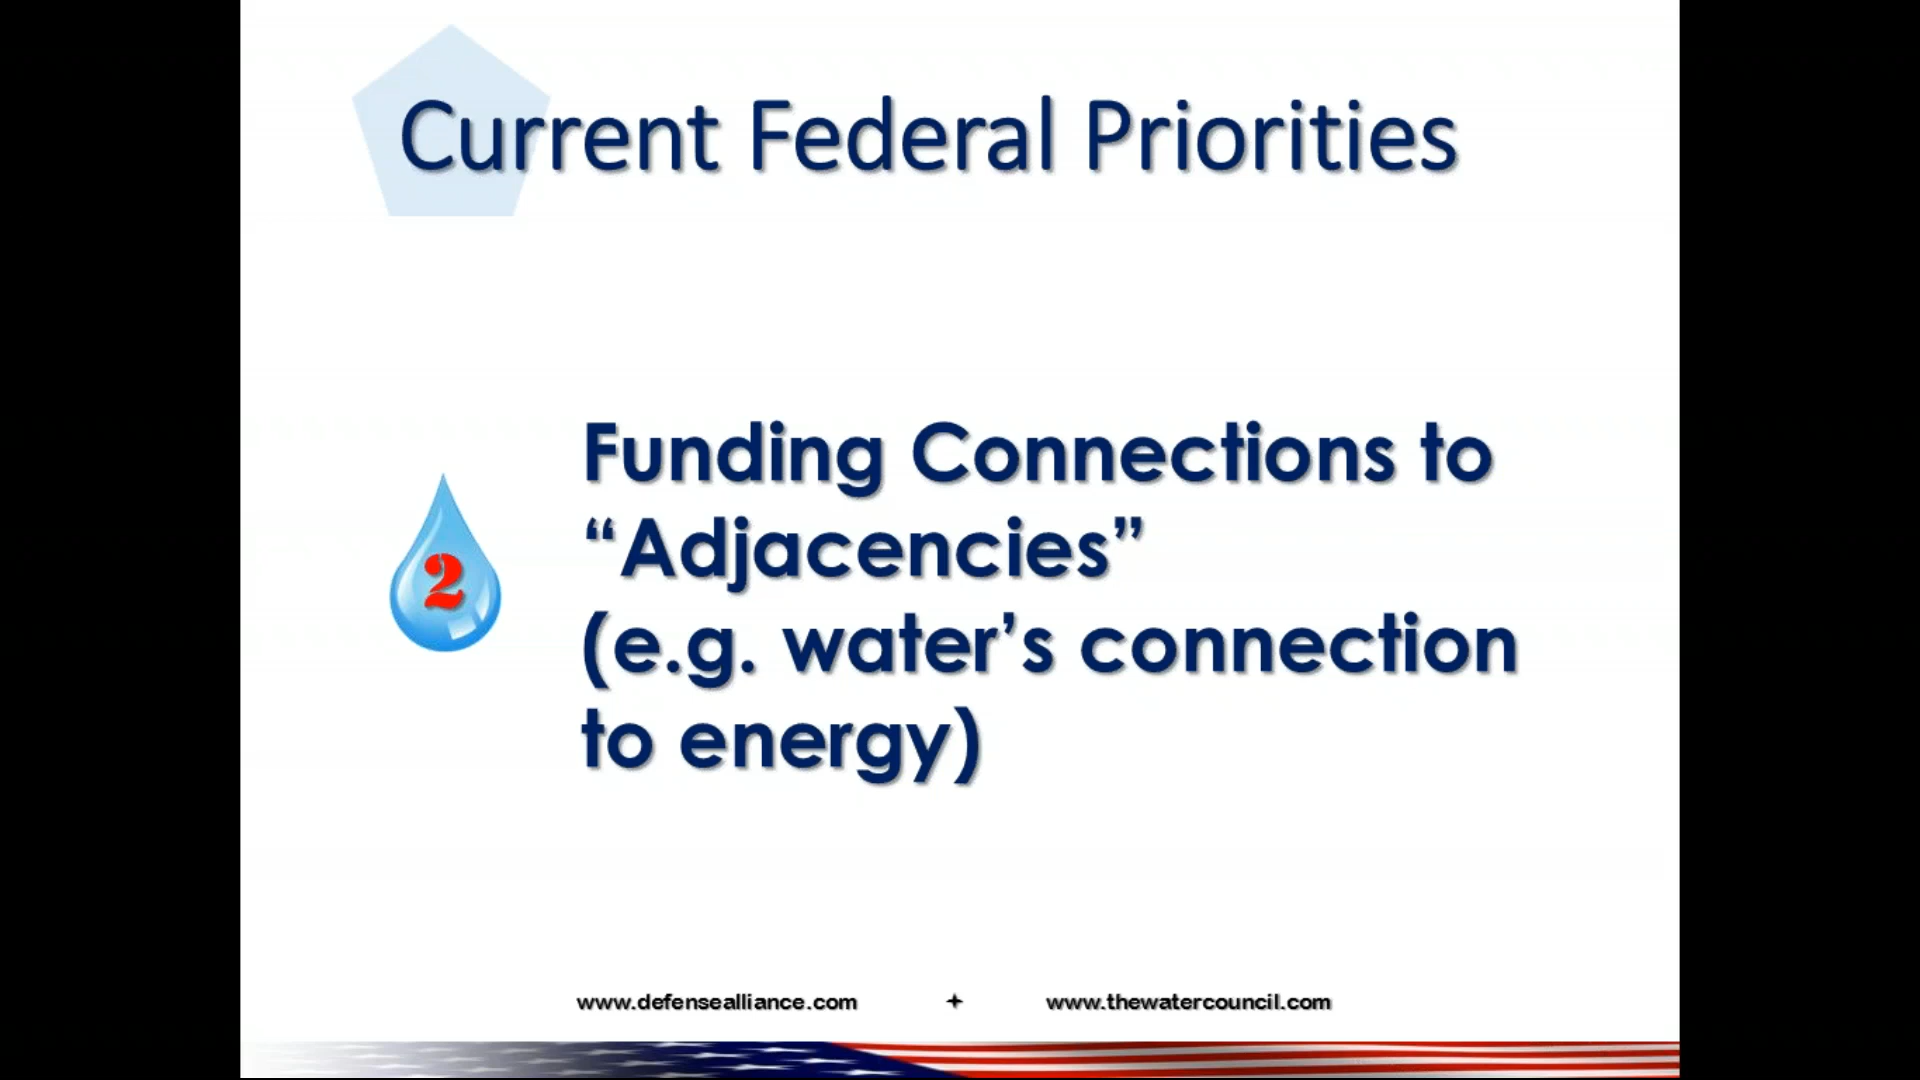 Current Federal Priorities
2
Funding Connections to
“Adjacencies”
(e.g. water’s connection
to energy)
www.defensealliance.com + www.thewatercouncil.com